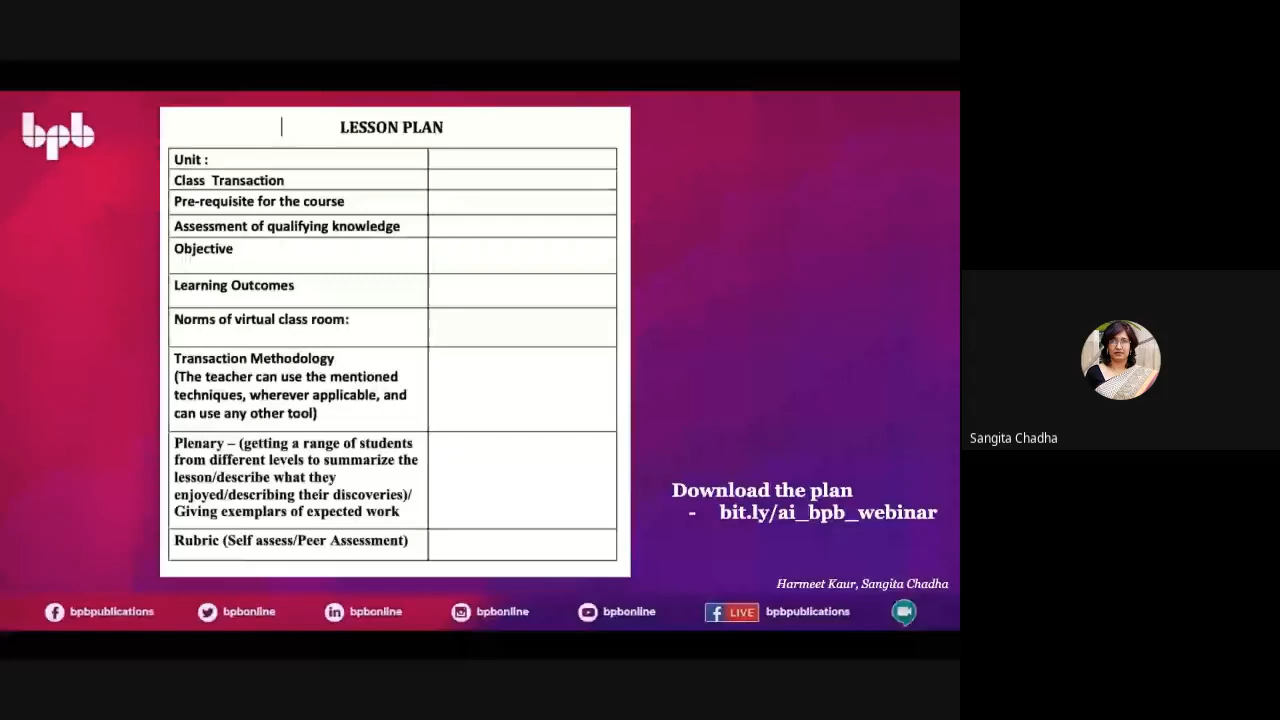 bpb
LESSON PLAN
Unit :
Class Transaction
Pre-requisite for the course
Assessment of qualifying knowledge
Objective
Learning Outcomes
Norms of virtual class room:
Transaction Methodology
(The teacher can use the mentioned
techniques, wherever applicable, and
can use any other tool)
Plenary – (getting a range of students
from different levels to summarize the
lesson/describe what they
enjoyed/describing their discoveries)/
Giving exemplars of expected work
Rubric (Self assess/Peer Assessment)
Download the plan
- bit.ly/ai_bpb_webinar
Harmeet Kaur, Sangita Chadha
bpbpublications bpbonline bpbonline bpbonline bpbonline f LIVE bpbpublications
Sangita Chadha